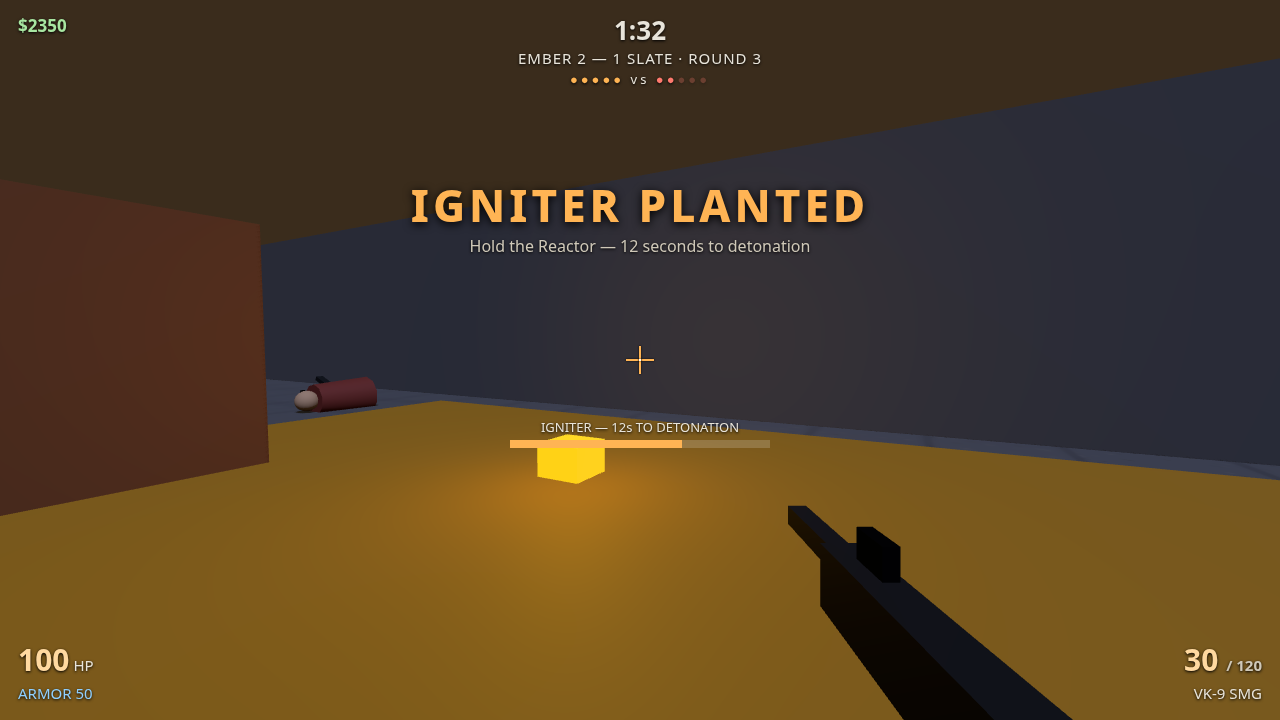 $2350
1:32
EMBER 2 — 1 SLATE · ROUND 3
vs
IGNITER PLANTED
Hold the Reactor — 12 seconds to detonation
IGNITER — 12s TO DETONATION
100 HP
ARMOR 50
30 / 120
VK-9 SMG